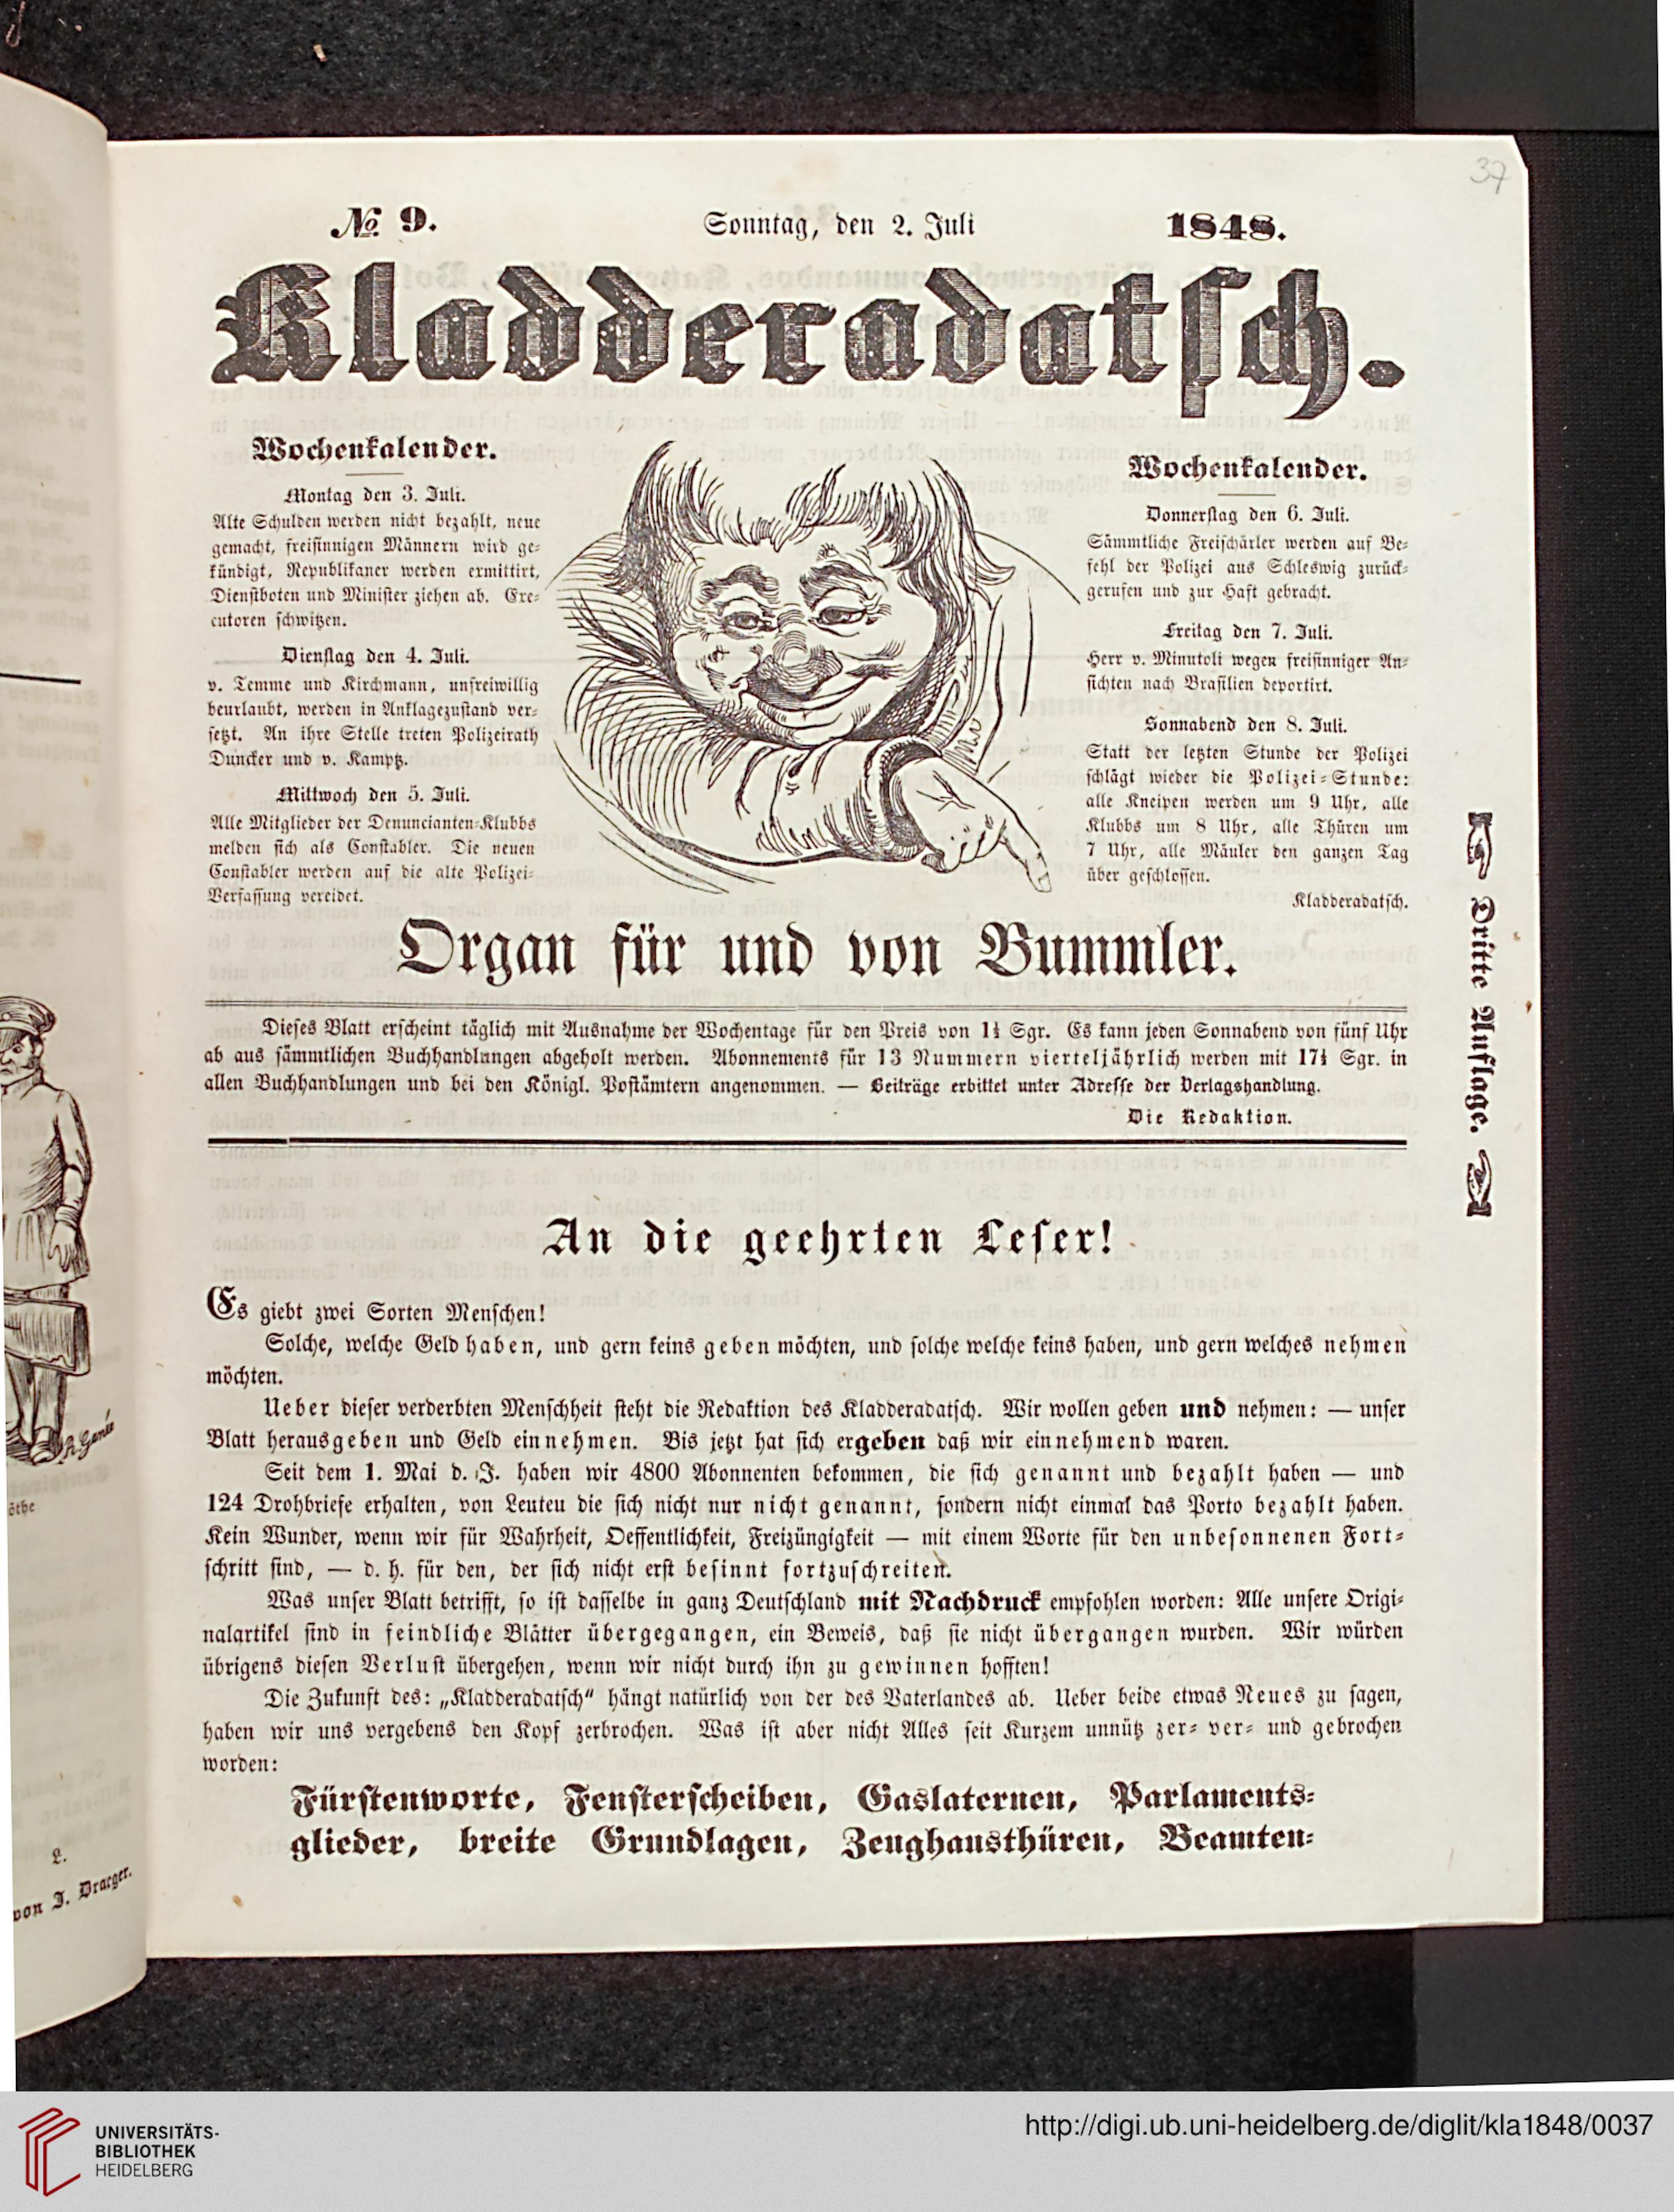 37
№ 9.
Sonntag, den 2. Juli
1848.
Kladderadatsch.
Wochenkalender.
Montag den 3. Juli.
Alte Schulden werden nicht bezahlt, neue
gemacht, freisinnigen Männern wird ge-
kündigt, Republikaner werden exmittirt,
Dienstboten und Minister ziehen ab. Exe-
cutoren schwitzen.
Dienstag den 4. Juli.
v. Temme und Kirchmann, unfreiwillig
beurlaubt, werden in Anklagezustand ver-
setzt. An ihre Stelle treten Polizeirath
Duncker und v. Kamptz.
Mittwoch den 5. Juli.
Alle Mitglieder der Denuncianten-Klubbs
melden sich als Constabler. Die neuen
Constabler werden auf die alte Polizei-
Verfassung vereidet.
Wochenkalender.
Donnerstag den 6. Juli.
Sämmtliche Freischärler werden auf Be-
fehl der Polizei aus Schleswig zurück-
gerufen und zur Haft gebracht.
Freitag den 7. Juli.
Herr v. Minutoli wegen freisinniger An-
sichten nach Brasilien deportirt.
Sonnabend den 8. Juli.
Statt der letzten Stunde der Polizei
schlägt wieder die Polizei-Stunde:
alle Kneipen werden um 9 Uhr, alle
Klubbs um 8 Uhr, alle Thüren um
7 Uhr, alle Mäuler den ganzen Tag
über geschlossen.
Kladderadatsch.
Organ für und von Bummler.
Dieses Blatt erscheint täglich mit Ausnahme der Wochentage für den Preis von 1½ Sgr. Es kann jeden Sonnabend von fünf Uhr
ab aus sämmtlichen Buchhandlungen abgeholt werden. Abonnements für 13 Nummern vierteljährlich werden mit 17½ Sgr. in
allen Buchhandlungen und bei den Königl. Postämtern angenommen. — Beiträge erbittet unter Adresse der Verlagshandlung.
Die Redaktion.
☞ Dritte Auflage. ☜
An die geehrten Leser!
Es giebt zwei Sorten Menschen!
Solche, welche Geld haben, und gern keins geben möchten, und solche welche keins haben, und gern welches nehmen
möchten.
Ueber dieser verderbten Menschheit steht die Redaktion des Kladderadatsch. Wir wollen geben und nehmen: — unser
Blatt herausgeben und Geld einnehmen. Bis jetzt hat sich ergeben daß wir einnehmend waren.
Seit dem 1. Mai d. J. haben wir 4800 Abonnenten bekommen, die sich genannt und bezahlt haben — und
124 Drohbriefe erhalten, von Leuteu die sich nicht nur nicht genannt, sondern nicht einmal das Porto bezahlt haben.
Kein Wunder, wenn wir für Wahrheit, Oeffentlichkeit, Freizüngigkeit — mit einem Worte für den unbesonnenen Fort-
schritt sind, — d. h. für den, der sich nicht erst besinnt fortzuschreiten.
Was unser Blatt betrifft, so ist dasselbe in ganz Deutschland mit Nachdruck empfohlen worden: Alle unsere Origi-
nalartikel sind in feindliche Blätter übergegangen, ein Beweis, daß sie nicht übergangen wurden. Wir würden
übrigens diesen Verlust übergehen, wenn wir nicht durch ihn zu gewinnen hofften!
Die Zukunft des: „Kladderadatsch“ hängt natürlich von der des Vaterlandes ab. Ueber beide etwas Neues zu sagen,
haben wir uns vergebens den Kopf zerbrochen. Was ist aber nicht Alles seit Kurzem unnütz zer- ver- und gebrochen
worden:
Fürstenworte, Fensterscheiben, Gaslaternen, Parlaments-
glieder, breite Grundlagen, Zeughausthüren, Beamten-
R. Genée
öthe
L.
von J. Draeger.
UNIVERSITÄTS-
BIBLIOTHEK
HEIDELBERG
http://digi.ub.uni-heidelberg.de/diglit/kla1848/0037